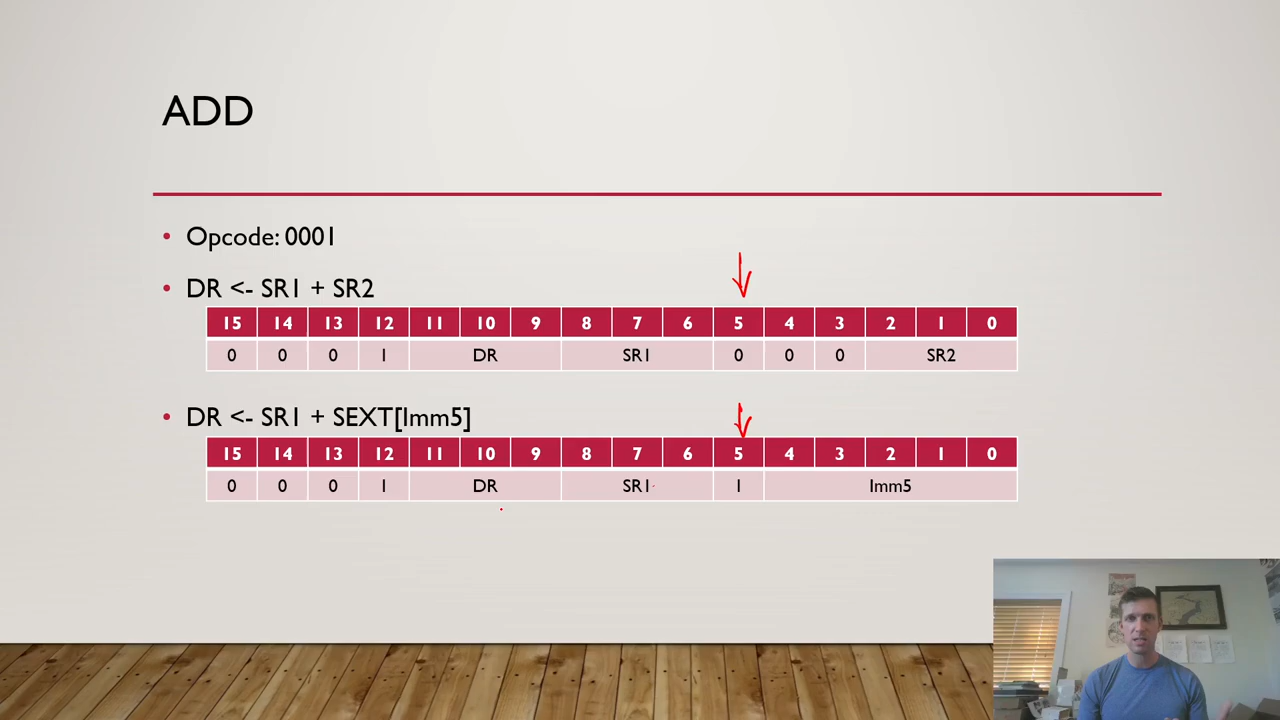 ADD
• Opcode: 0001
• DR <- SR1 + SR2
15 14 13 12 11 10 9 8 7 6 5 4 3 2 1 0
0 0 0 1 DR SR1 0 0 0 SR2
• DR <- SR1 + SEXT[Imm5]
15 14 13 12 11 10 9 8 7 6 5 4 3 2 1 0
0 0 0 1 DR SR1 1 Imm5